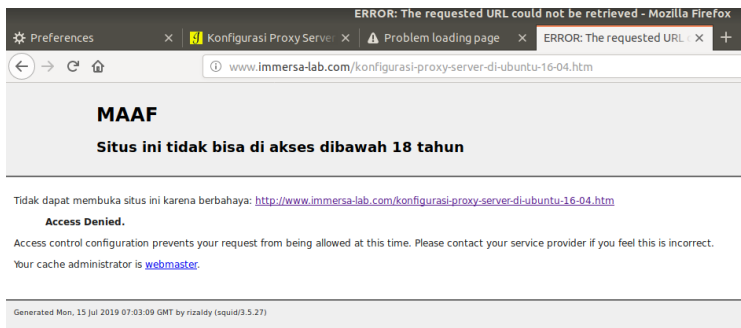 ERROR: The requested URL could not be retrieved - Mozilla Firefox
Preferences Konfigurasi Proxy Server Problem loading page ERROR: The requested URL
www.immersa-lab.com/konfigurasi-proxy-server-di-ubuntu-16-04.htm
MAAF
Situs ini tidak bisa di akses dibawah 18 tahun
Tidak dapat membuka situs ini karena berbahaya: http://www.immersa-lab.com/konfigurasi-proxy-server-di-ubuntu-16-04.htm
Access Denied.
Access control configuration prevents your request from being allowed at this time. Please contact your service provider if you feel this is incorrect.
Your cache administrator is webmaster.
Generated Mon, 15 Jul 2019 07:03:09 GMT by rizaldy (squid/3.5.27)